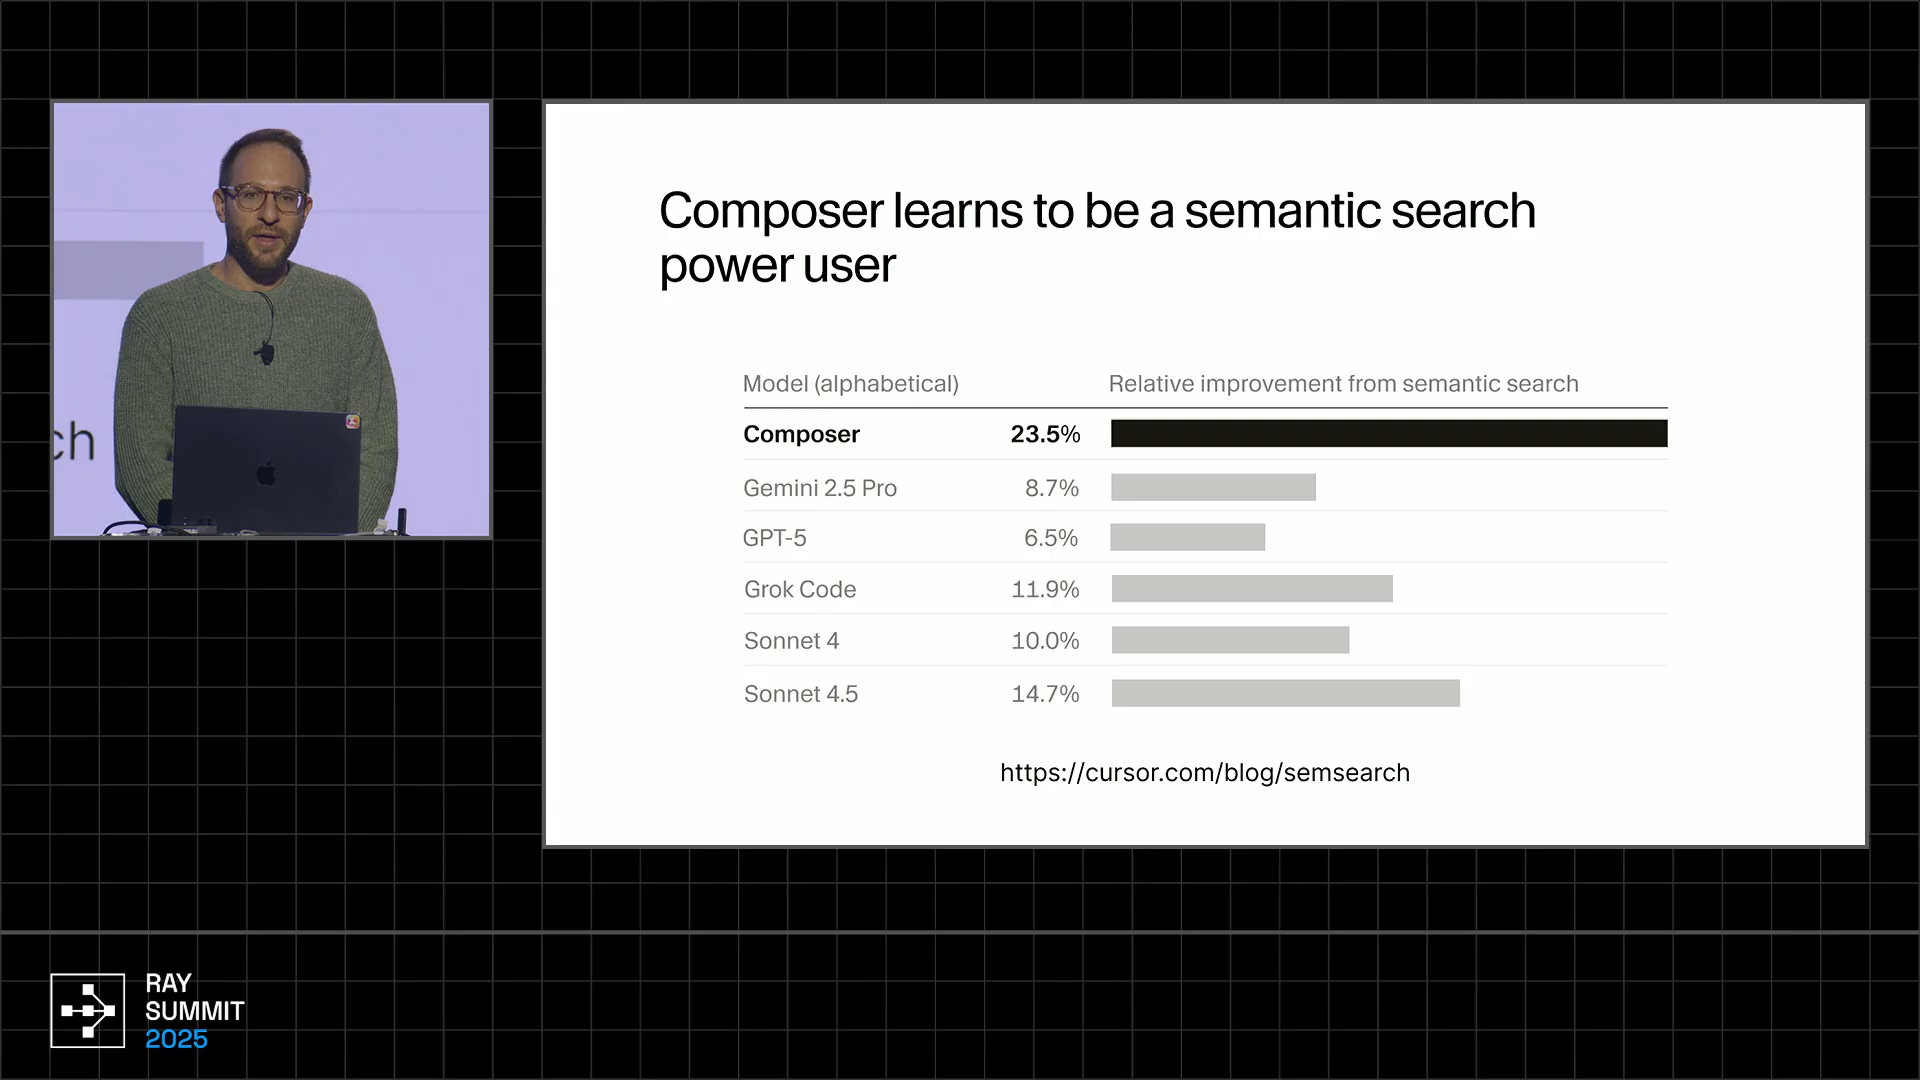 Composer learns to be a semantic search
power user
Model (alphabetical) Relative improvement from semantic search
Composer 23.5%
Gemini 2.5 Pro 8.7%
GPT-5 6.5%
Grok Code 11.9%
Sonnet 4 10.0%
Sonnet 4.5 14.7%
https://cursor.com/blog/semsearch
ch
RAY
SUMMIT
2025